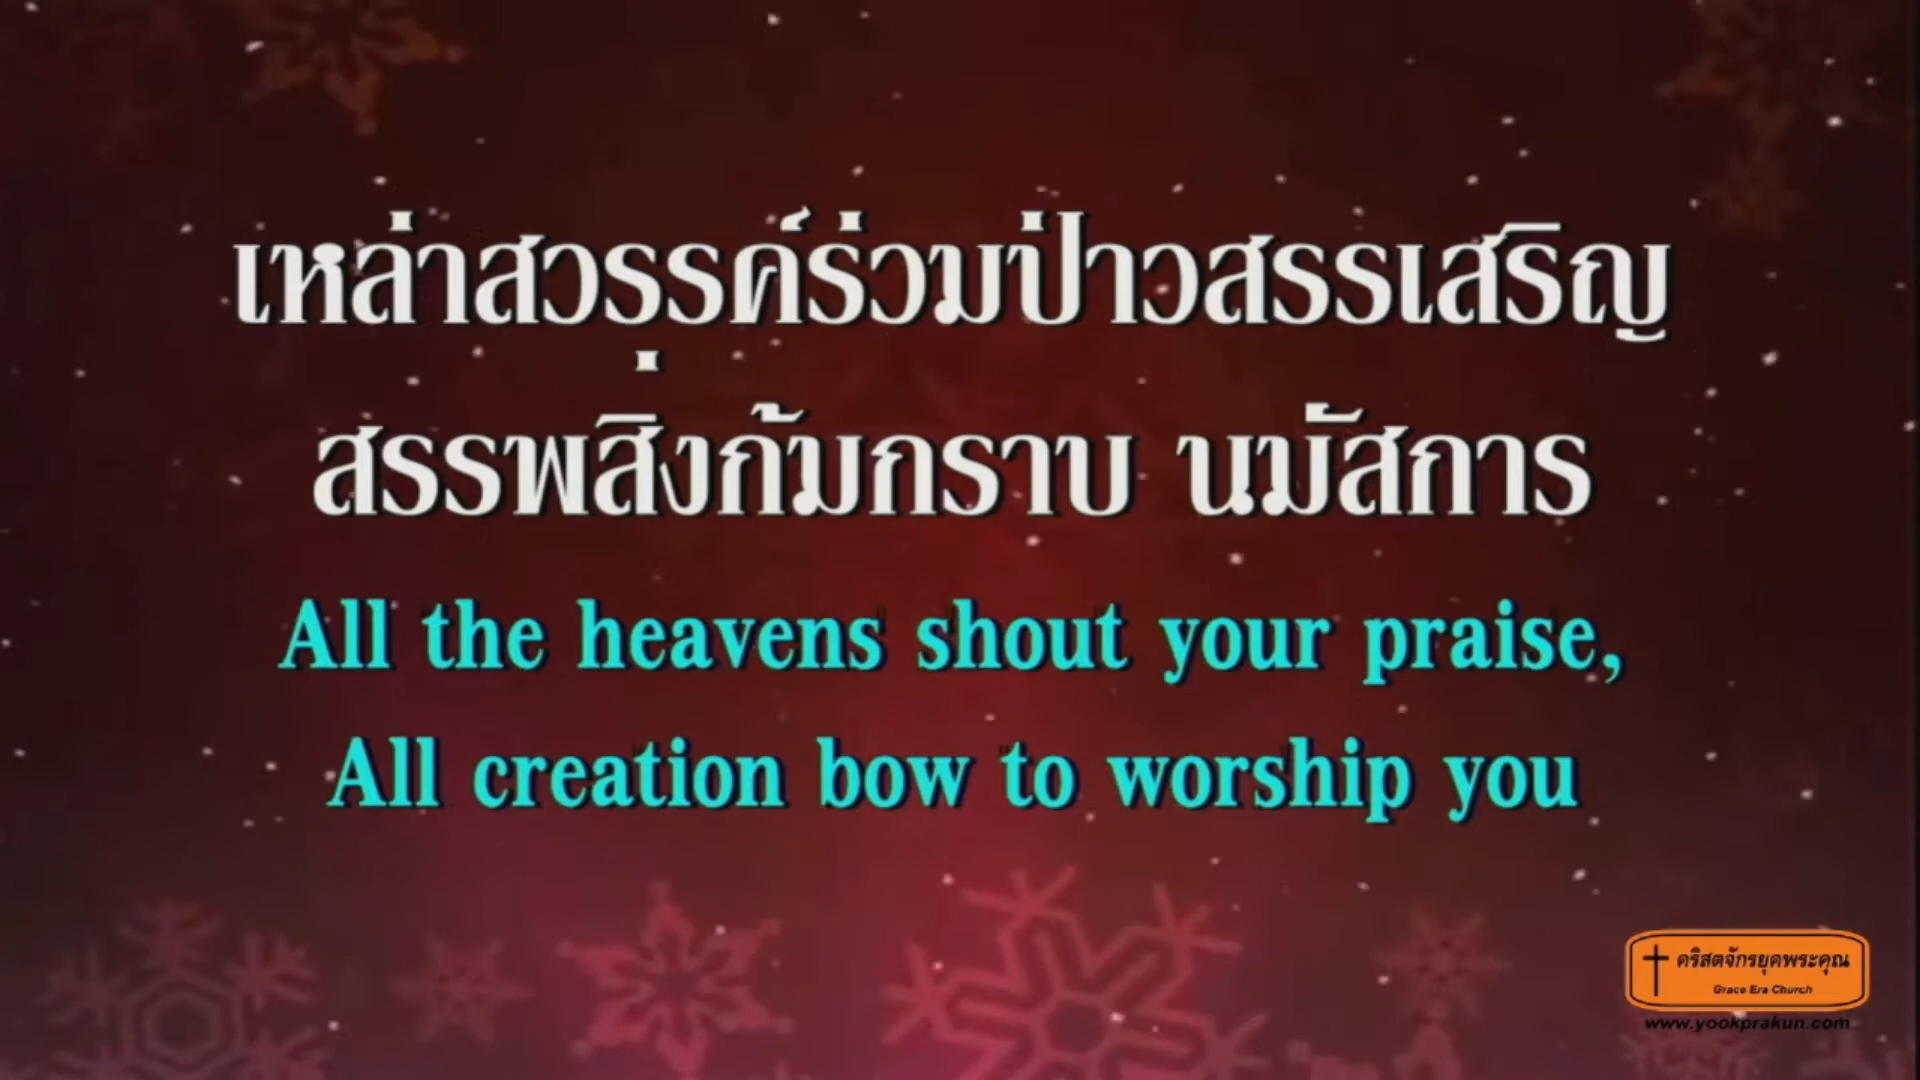 เหล่าสวรรค์ร่วมป่าวสรรเสริญ
สรรพสิ่งก้มกราบ นมัสการ
All the heavens shout your praise,
All creation bow to worship you
คริสตจักรยุคพระคุณ
Grace Era Church
www.yookprakun.com